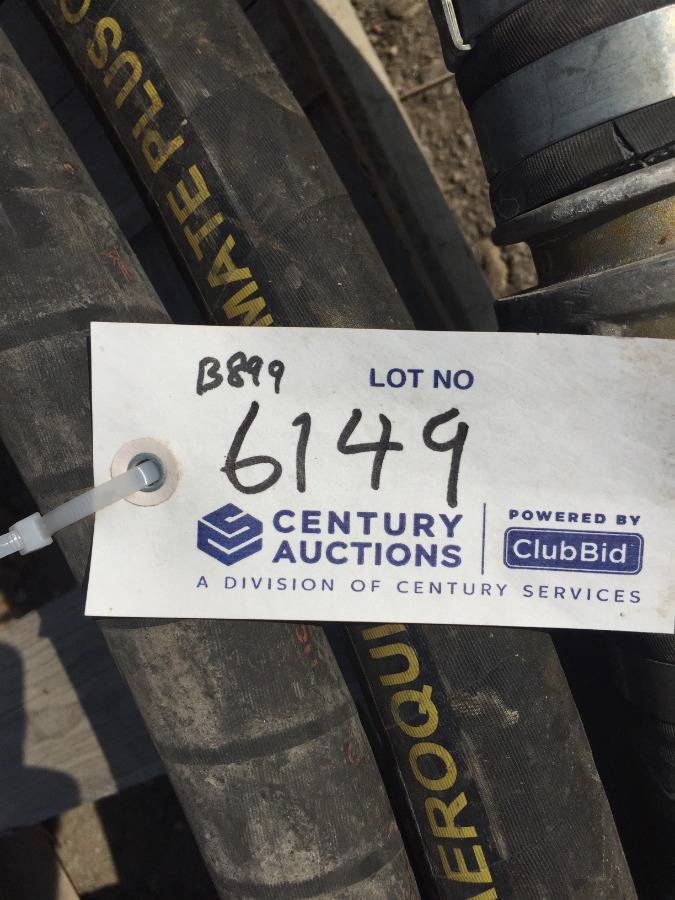 MATE PLUS
B899
LOT NO
6149
CENTURY
AUCTIONS
POWERED BY
ClubBid
A DIVISION OF CENTURY SERVICES
EROQUI